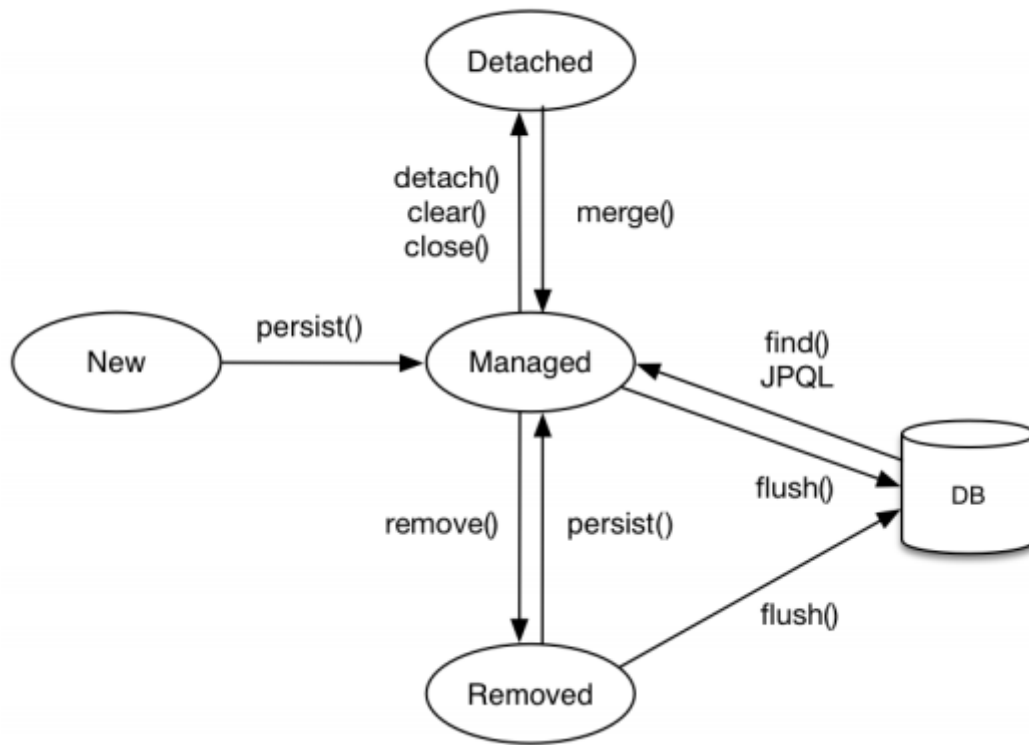 Detached
detach()
clear()
close()
merge()
persist()
New
Managed
find()
JPQL
flush()
DB
remove()
persist()
flush()
Removed